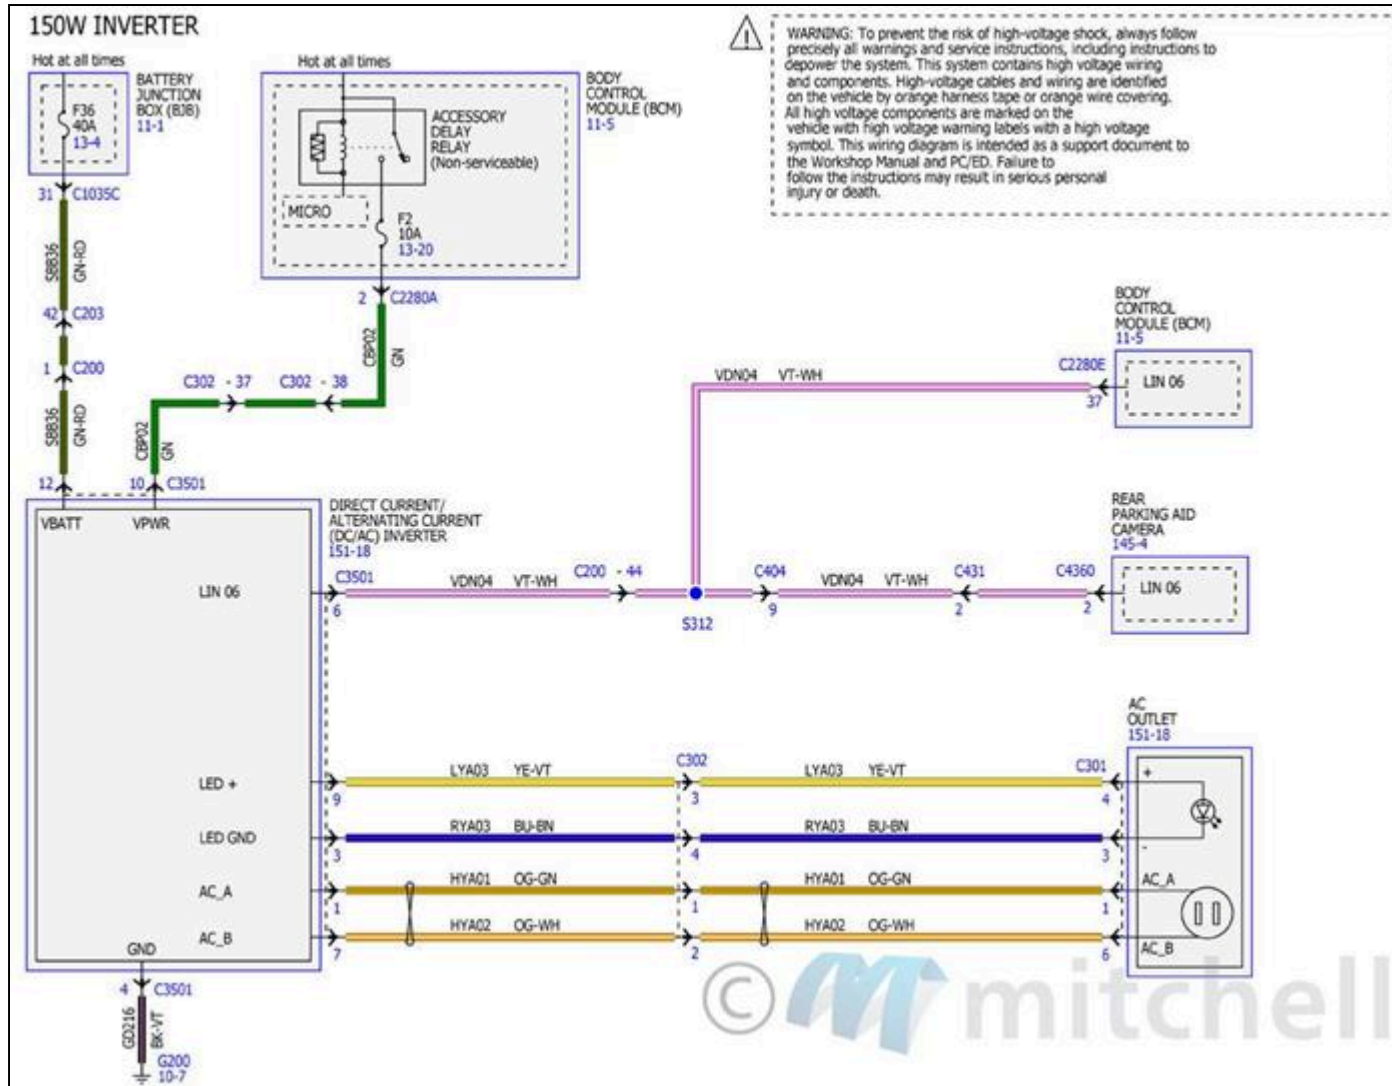 150W INVERTER
Hot at all times
BATTERY
JUNCTION
BOX (BJB)
11-1
F36
40A
13-4
31 C1035C
SBB36
GN-RD
42 C203
1 C200
SBB36
GN-RD
12
Hot at all times
BODY
CONTROL
MODULE (BCM)
11-5
ACCESSORY
DELAY
RELAY
(Non-serviceable)
MICRO
F2
10A
13-20
2 C2280A
CBP02
GN
C302 - 37
C302 - 38
CBP02
GN
10 C3501
WARNING: To prevent the risk of high-voltage shock, always follow
precisely all warnings and service instructions, including instructions to
depower the system. This system contains high voltage wiring
and components. High-voltage cables and wiring are identified
on the vehicle by orange harness tape or orange wire covering.
All high voltage components are marked on the
vehicle with high voltage warning labels with a high voltage
symbol. This wiring diagram is intended as a support document to
the Workshop Manual and PC/ED. Failure to
follow the instructions may result in serious personal
injury or death.
BODY
CONTROL
MODULE (BCM)
11-5
C2280E
37
LIN 06
VDN04 VT-WH
VBATT
VPWR
DIRECT CURRENT/
ALTERNATING CURRENT
(DC/AC) INVERTER
151-18
LIN 06
C3501
6
VDN04 VT-WH
C200 - 44
S312
C404
9
VDN04 VT-WH
C431
2
C4360
2
REAR
PARKING AID
CAMERA
145-4
LIN 06
AC
OUTLET
151-18
LED +
9
LYA03 YE-VT
C302
3
LYA03 YE-VT
C301
4
+
LED GND
3
RYA03 BU-BN
4
RYA03 BU-BN
3
-
AC_A
1
HYA01 OG-GN
1
HYA01 OG-GN
1
AC_A
AC_B
7
HYA02 OG-WH
2
HYA02 OG-WH
6
AC_B
GND
4 C3501
GD216
BK-VT
G200
10-7
© mitchell